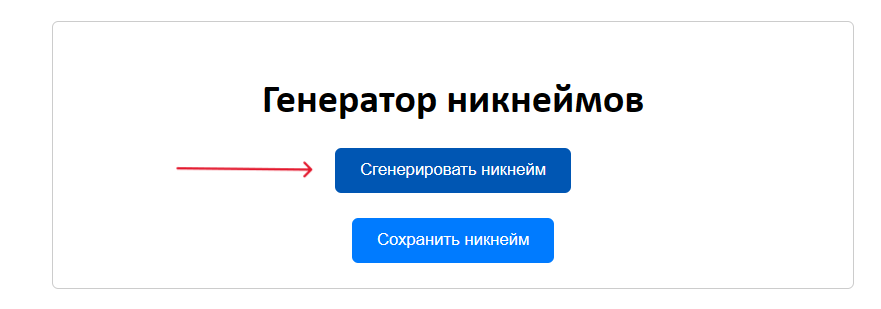 Генератор никнеймов
Сгенерировать никнейм
Сохранить никнейм